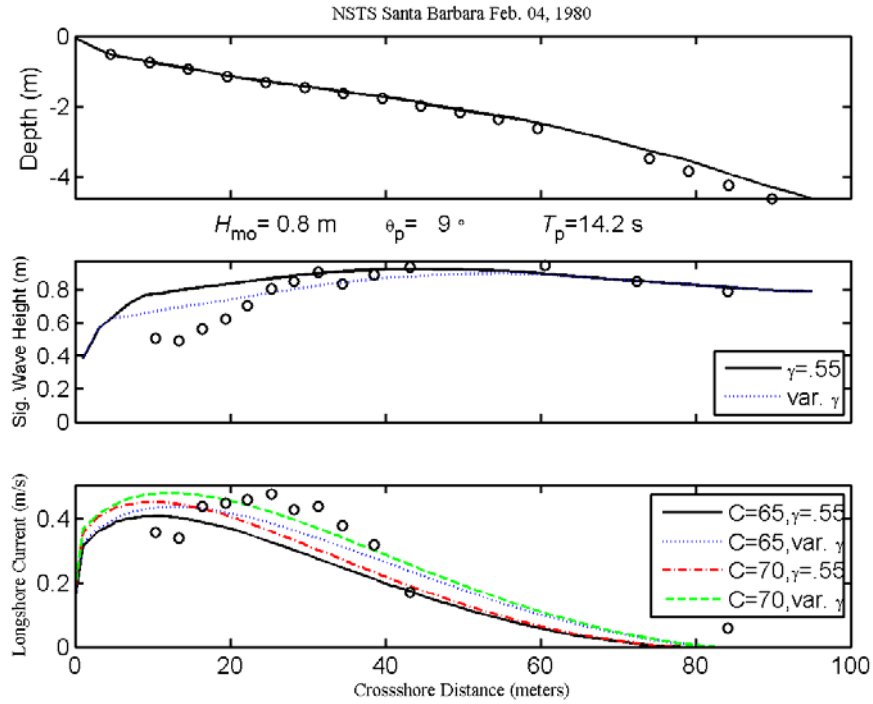 NSTS Santa Barbara Feb. 04, 1980
0
-2
-4
Depth (m)
Hmo= 0.8 m θp= 9 ° Tp=14.2 s
0.8
0.6
0.4
0.2
0
Sig. Wave Height (m)
γ=.55
var. γ
0.4
0.2
0
Longshore Current (m/s)
C=65,γ=.55
C=65,var. γ
C=70,γ=.55
C=70,var. γ
0 20 40 60 80 100
Crossshore Distance (meters)